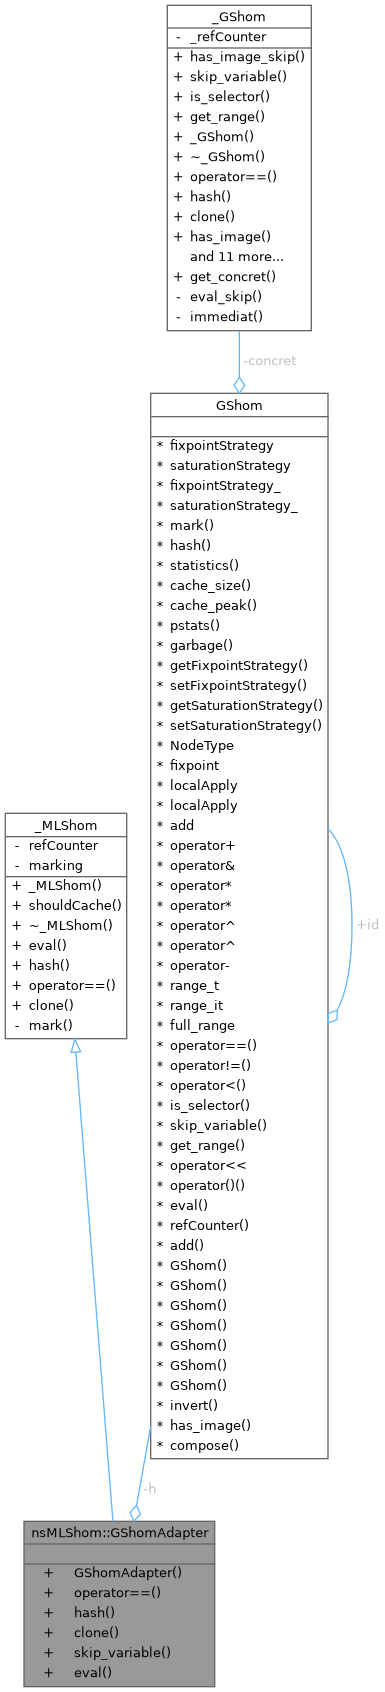 _GShom
- _refCounter
+ has_image_skip()
+ skip_variable()
+ is_selector()
+ get_range()
+ _GShom()
+ ~_GShom()
+ operator==()
+ hash()
+ clone()
+ has_image()
and 11 more...
+ get_concret()
- eval_skip()
- immediat()
-concret
GShom
* fixpointStrategy
* saturationStrategy
* fixpointStrategy_
* saturationStrategy_
* mark()
* hash()
* statistics()
* cache_size()
* cache_peak()
* pstats()
* garbage()
* getFixpointStrategy()
* setFixpointStrategy()
* getSaturationStrategy()
* setSaturationStrategy()
* NodeType
* fixpoint
* localApply
* localApply
* add
* operator+
* operator&
* operator*
* operator*
* operator^
* operator^
* operator-
* range_t
* range_it
* full_range
* operator==()
* operator!=()
* operator<()
* is_selector()
* skip_variable()
* get_range()
* operator<<
* operator()()
* eval()
* refCounter()
* add()
* GShom()
* GShom()
* GShom()
* GShom()
* GShom()
* GShom()
* GShom()
* invert()
* has_image()
* compose()
+id
_MLShom
- refCounter
- marking
+ _MLShom()
+ shouldCache()
+ ~_MLShom()
+ eval()
+ hash()
+ operator==()
+ clone()
- mark()
-h
nsMLShom::GShomAdapter
+ GShomAdapter()
+ operator==()
+ hash()
+ clone()
+ skip_variable()
+ eval()